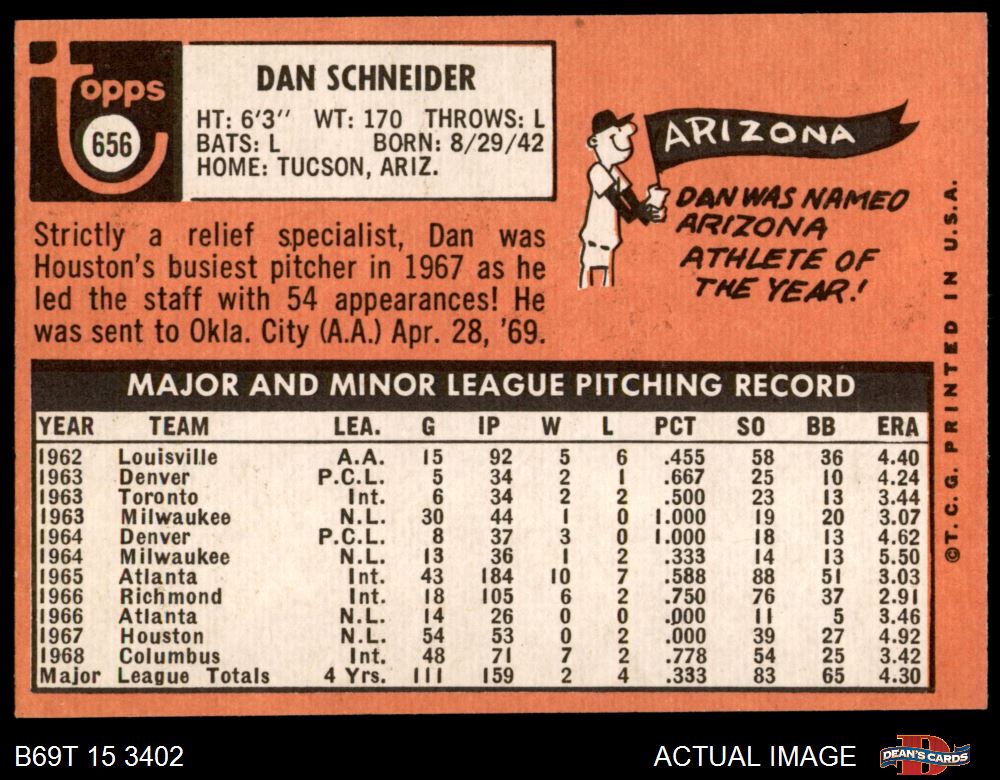 Topps
656
DAN SCHNEIDER
HT: 6'3" WT: 170 THROWS: L
BATS: L BORN: 8/29/42
HOME: TUCSON, ARIZ.
ARIZONA
DAN WAS NAMED
ARIZONA
ATHLETE OF
THE YEAR!
Strictly a relief specialist, Dan was
Houston's busiest pitcher in 1967 as he
led the staff with 54 appearances! He
was sent to Okla. City (A.A.) Apr. 28, '69.
MAJOR AND MINOR LEAGUE PITCHING RECORD
YEAR TEAM LEA. G IP W L PCT SO BB ERA
1962 Louisville A.A. 15 92 5 6 .455 58 36 4.40
1963 Denver P.C.L. 5 34 2 1 .667 25 10 4.24
1963 Toronto Int. 6 34 2 2 .500 23 13 3.44
1963 Milwaukee N.L. 30 44 1 0 1.000 19 20 3.07
1964 Denver P.C.L. 8 37 3 0 1.000 18 13 4.62
1964 Milwaukee N.L. 13 36 1 2 .333 14 13 5.50
1965 Atlanta Int. 43 184 10 7 .588 88 51 3.03
1966 Richmond Int. 18 105 6 2 .750 76 37 2.91
1966 Atlanta N.L. 14 26 0 0 .000 11 5 3.46
1967 Houston N.L. 54 53 0 2 .000 39 27 4.92
1968 Columbus Int. 48 71 7 2 .778 54 25 3.42
Major League Totals 4 Yrs. 111 159 2 4 .333 83 65 4.30
©T. C. G. PRINTED IN U.S.A.
B69T 15 3402
ACTUAL IMAGE
DEAN'S CARDS